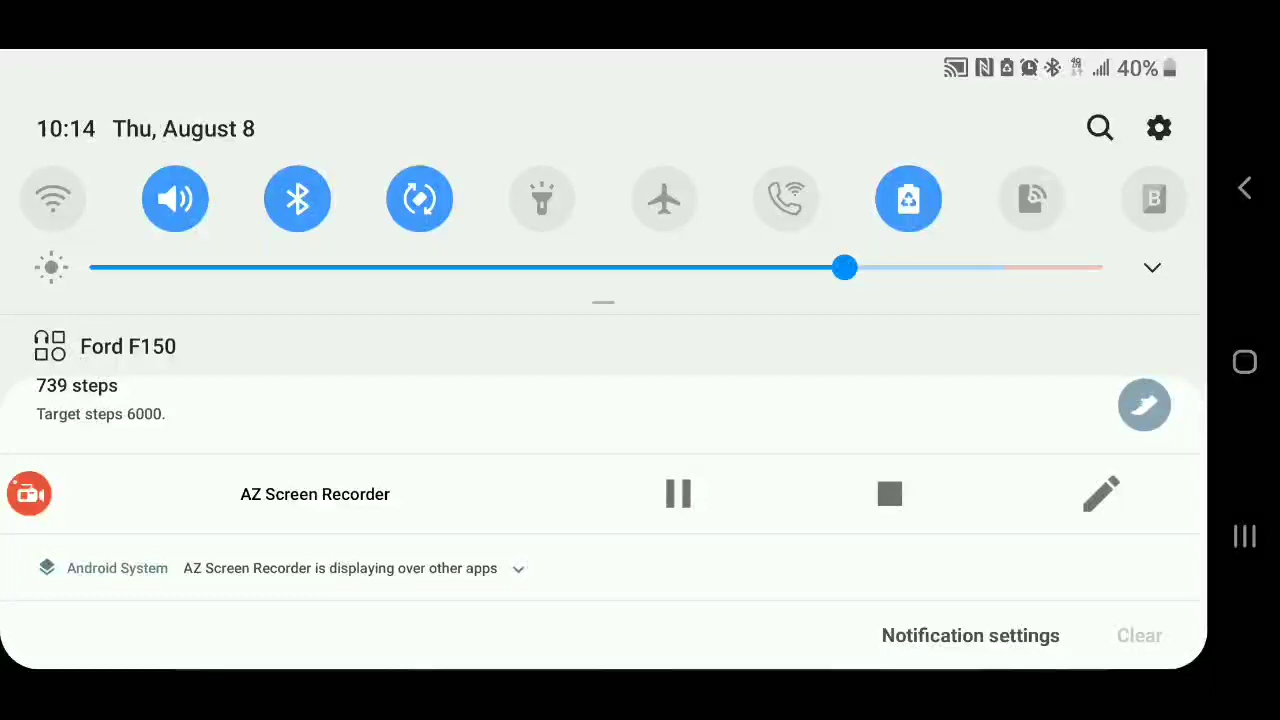 40%
10:14 Thu, August 8
B
Ford F150
739 steps
Target steps 6000.
AZ Screen Recorder
Android System AZ Screen Recorder is displaying over other apps
Notification settings Clear